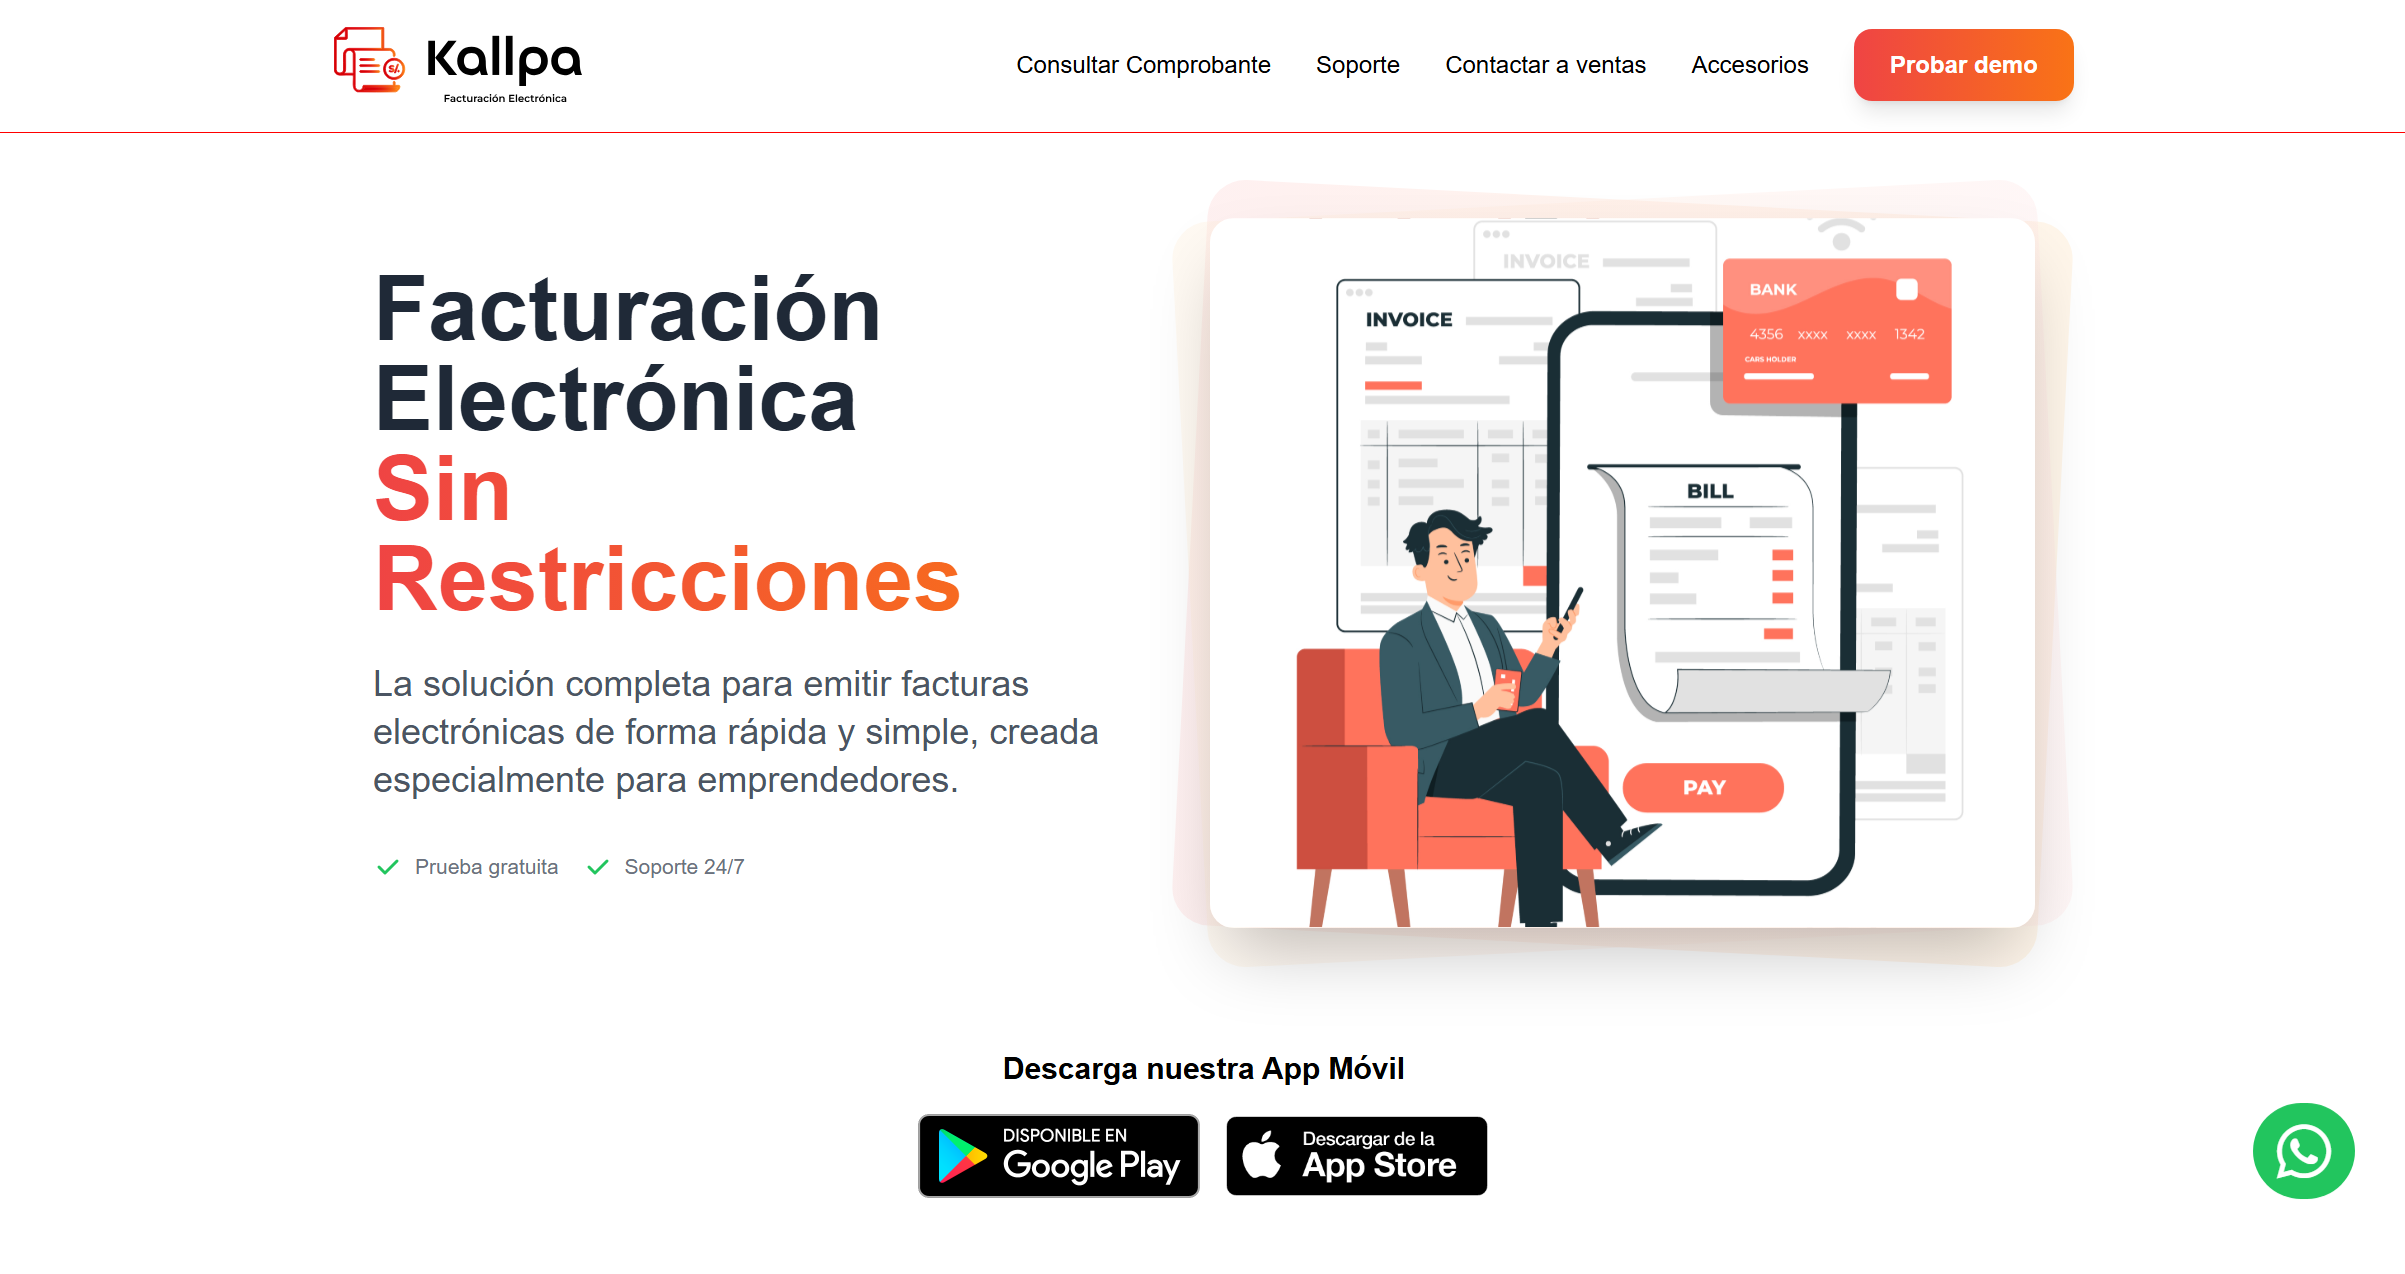 S/.
Kallpa
Facturación Electrónica
Consultar Comprobante
Soporte
Contactar a ventas
Accesorios
Probar demo
Facturación
Electrónica
Sin
Restricciones
La solución completa para emitir facturas
electrónicas de forma rápida y simple, creada
especialmente para emprendedores.
Prueba gratuita
Soporte 24/7
INVOICE
INVOICE
BANK
4356 xxxx xxxx 1342
CARS HOLDER
BILL
PAY
Descarga nuestra App Móvil
DISPONIBLE EN
Google Play
Descargar de la
App Store